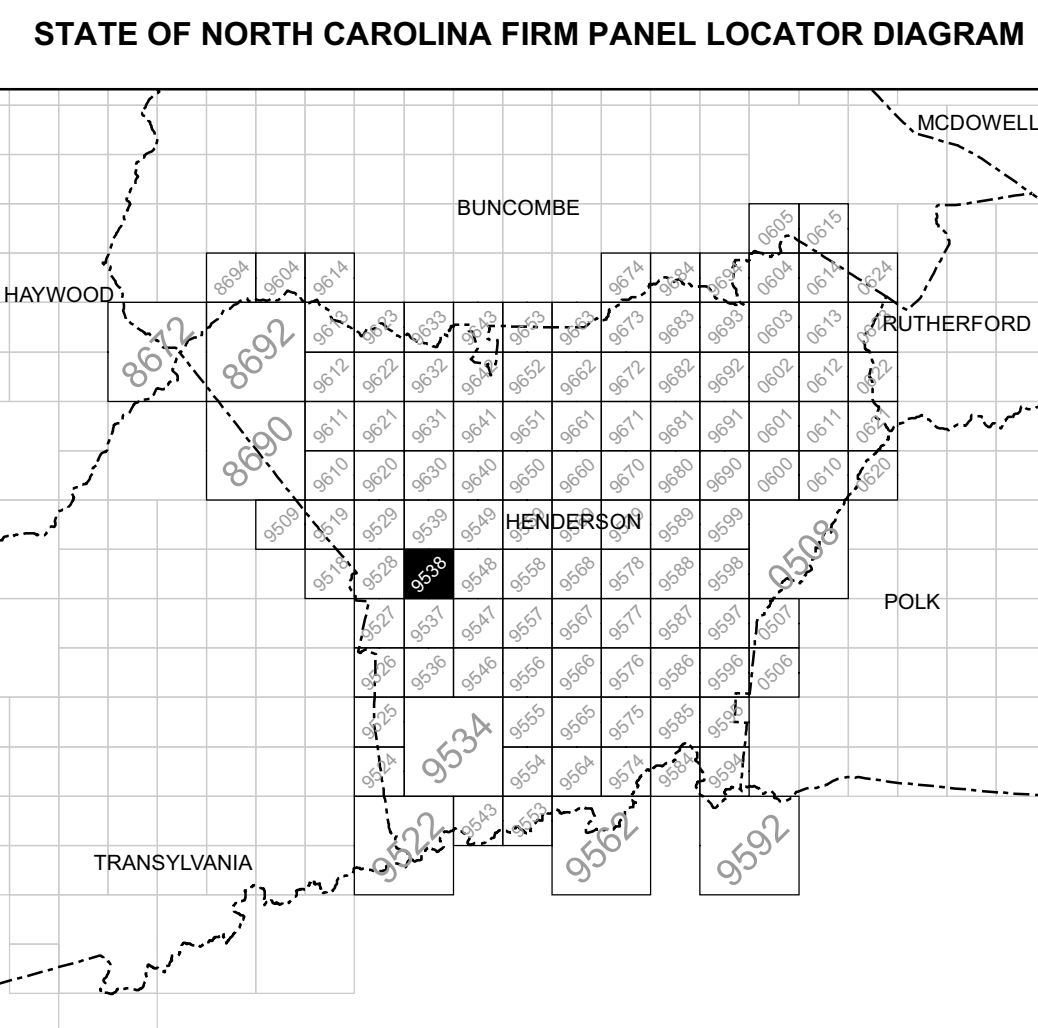 STATE OF NORTH CAROLINA FIRM PANEL LOCATOR DIAGRAM
MCDOWELL
BUNCOMBE
0605 0615
8694 9604 9614 9674 9684 9694 0604 0614 0624
HAYWOOD
8672 8692
9613 9623 9633 9643 9653 9663 9673 9683 9693 0603 0613 0623
RUTHERFORD
9612 9622 9632 9642 9652 9662 9672 9682 9692 0602 0612 0622
8690
9611 9621 9631 9641 9651 9661 9671 9681 9691 0601 0611 0621
9610 9620 9630 9640 9650 9660 9670 9680 9690 0600 0610 0620
9509 9519 9529 9539 9549 9589 9599
HENDERSON
0508
9518 9528 9538 9548 9558 9568 9578 9588 9598
POLK
9527 9537 9547 9557 9567 9577 9587 9597 0507
9526 9536 9546 9556 9566 9576 9586 9596 0506
9525 9534 9555 9565 9575 9585 9595
9524 9554 9564 9574 9584 9594
9522 9543 9553 9562 9592
TRANSYLVANIA